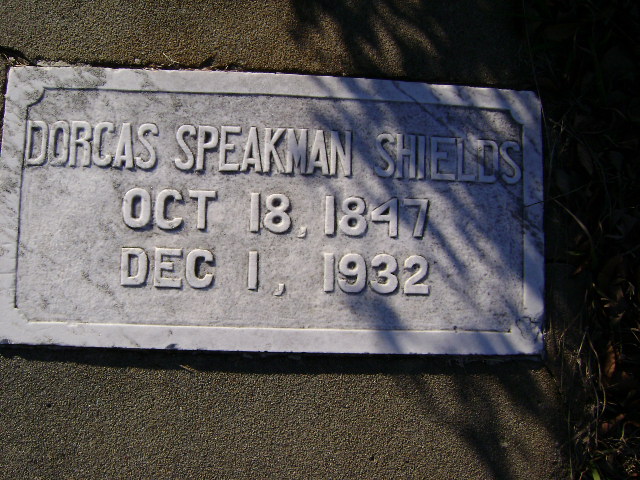 DORCAS SPEAKMAN SHIELDS
OCT 18, 1847
DEC 1, 1932